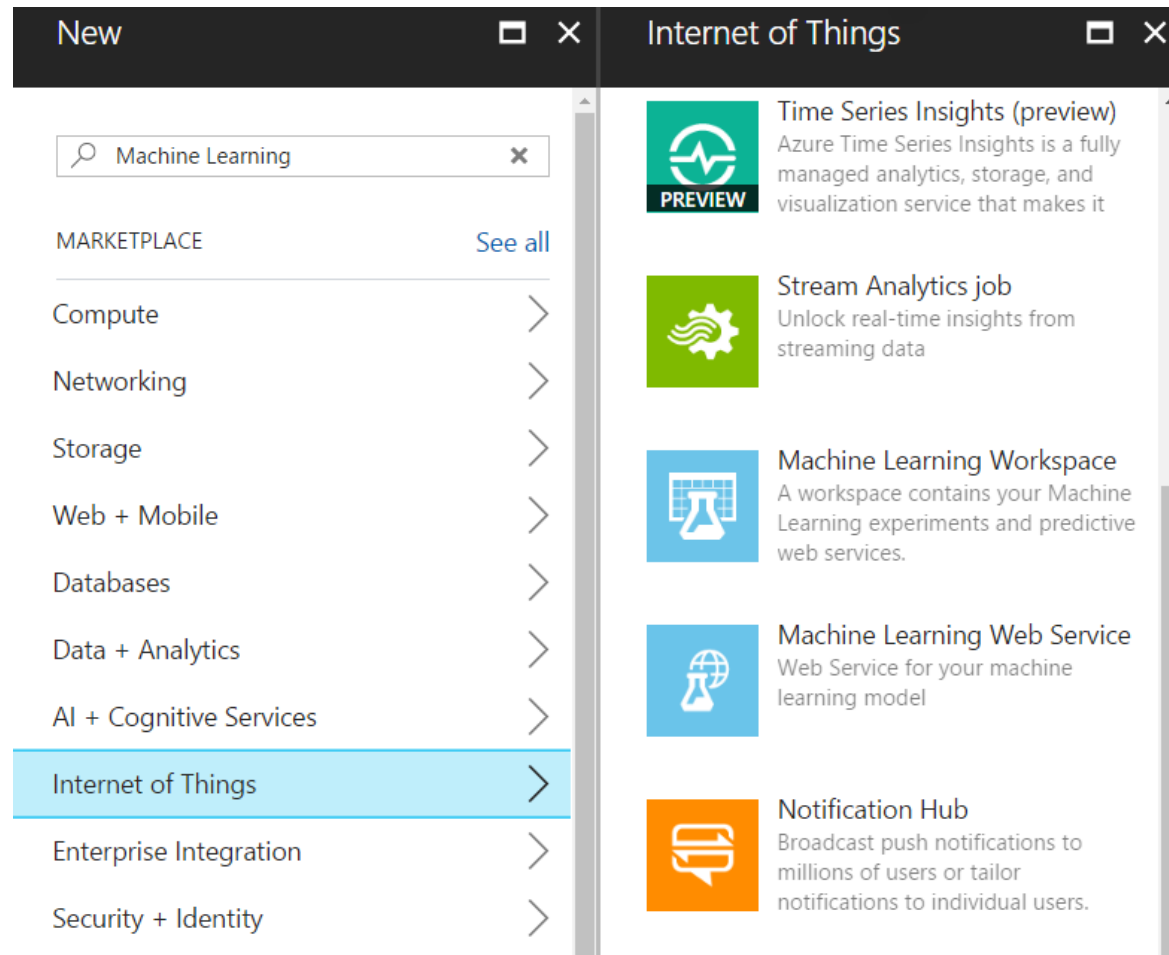 New
Machine Learning
MARKETPLACE
See all
Compute
Networking
Storage
Web + Mobile
Databases
Data + Analytics
AI + Cognitive Services
Internet of Things
Enterprise Integration
Security + Identity
Internet of Things
PREVIEW
Time Series Insights (preview)
Azure Time Series Insights is a fully
managed analytics, storage, and
visualization service that makes it
Stream Analytics job
Unlock real-time insights from
streaming data
Machine Learning Workspace
A workspace contains your Machine
Learning experiments and predictive
web services.
Machine Learning Web Service
Web Service for your machine
learning model
Notification Hub
Broadcast push notifications to
millions of users or tailor
notifications to individual users.